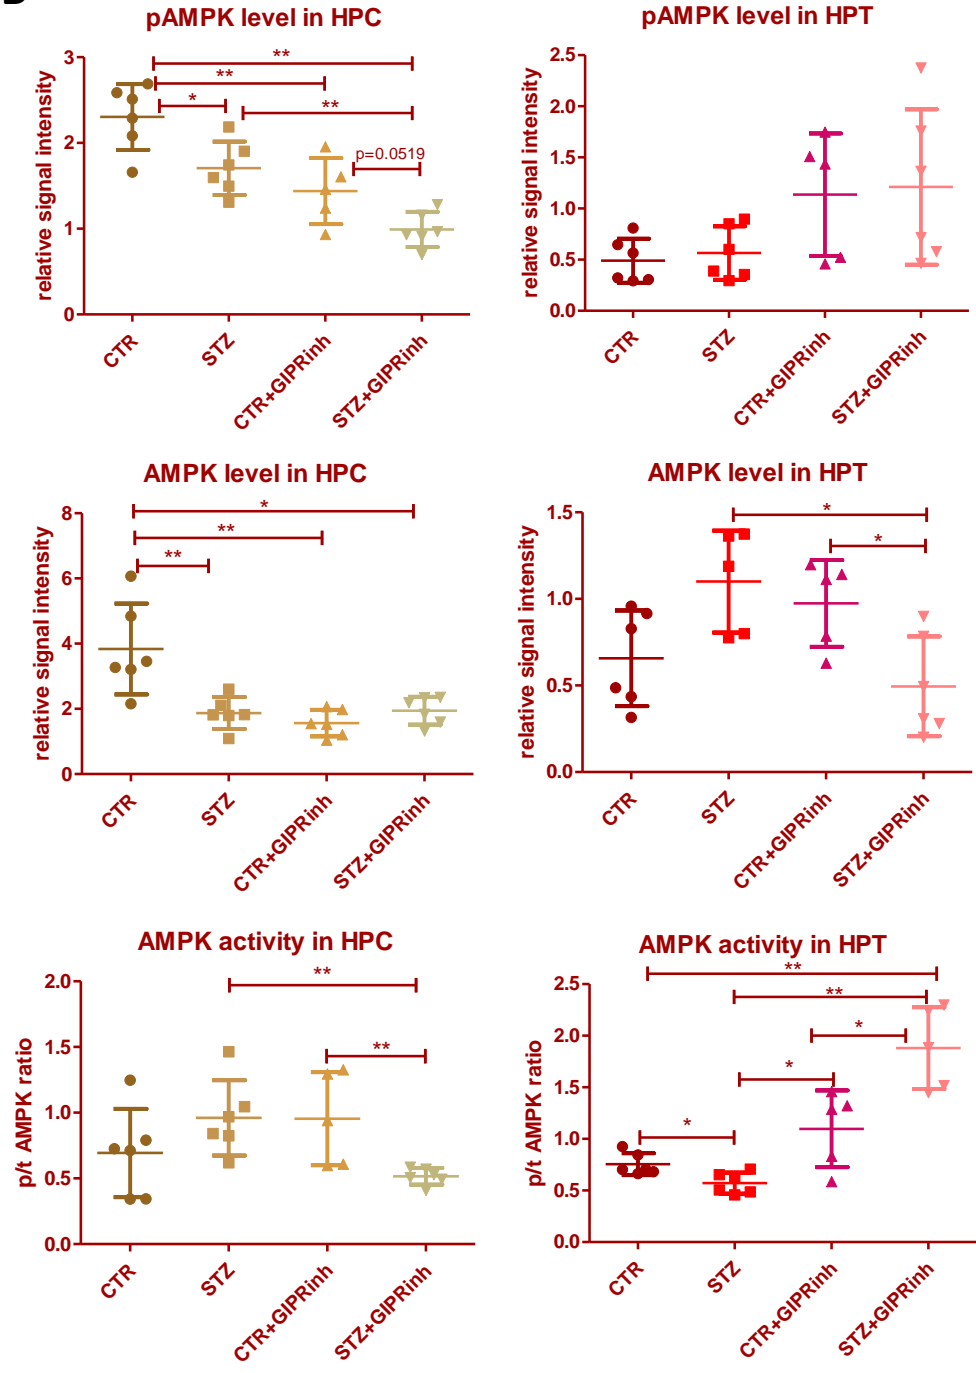 pAMPK level in HPC
relative signal intensity
3
2
1
0
**
**
*
**
p=0.0519
CTR
STZ
CTR+GIPRinh
STZ+GIPRinh
pAMPK level in HPT
relative signal intensity
2.5
2.0
1.5
1.0
0.5
0.0
CTR
STZ
CTR+GIPRinh
STZ+GIPRinh
AMPK level in HPC
relative signal intensity
8
6
4
2
0
*
**
**
CTR
STZ
CTR+GIPRinh
STZ+GIPRinh
AMPK level in HPT
relative signal intensity
1.5
1.0
0.5
0.0
*
*
CTR
STZ
CTR+GIPRinh
STZ+GIPRinh
AMPK activity in HPC
p/t AMPK ratio
2.0
1.5
1.0
0.5
0.0
**
**
CTR
STZ
CTR+GIPRinh
STZ+GIPRinh
AMPK activity in HPT
p/t AMPK ratio
2.5
2.0
1.5
1.0
0.5
0.0
**
**
*
*
*
CTR
STZ
CTR+GIPRinh
STZ+GIPRinh